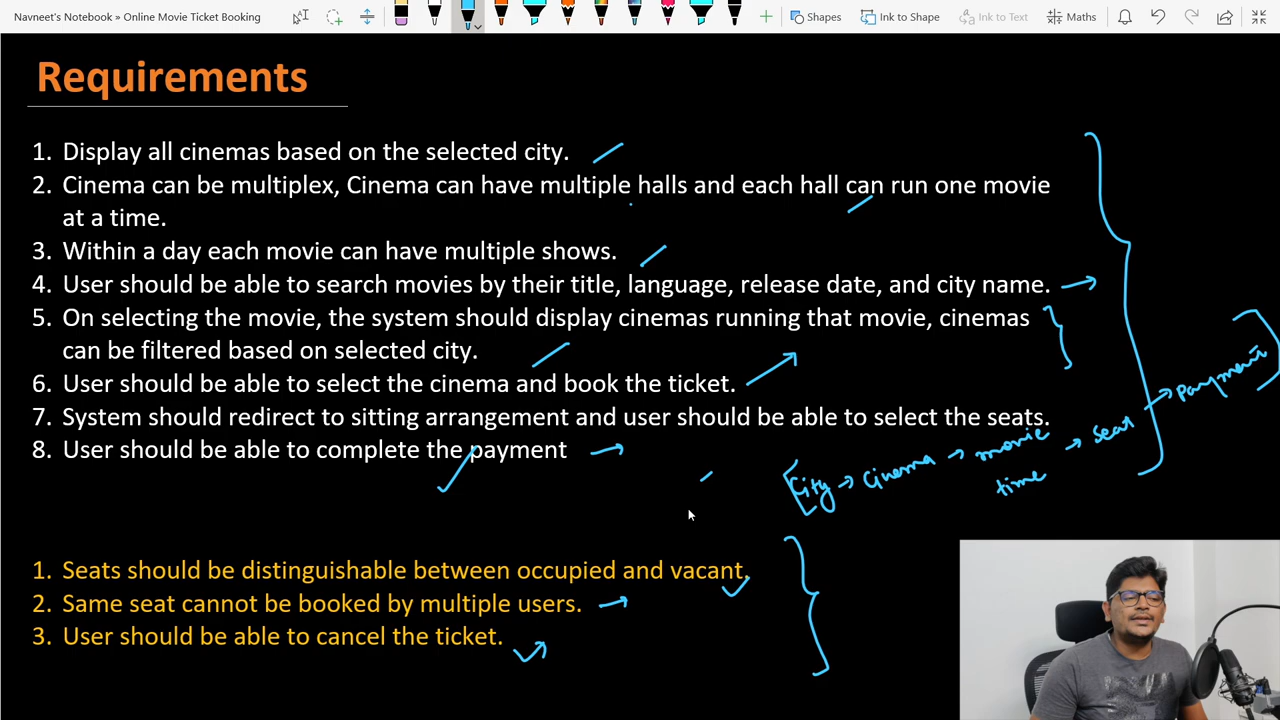 Navneet's Notebook » Online Movie Ticket Booking
Shapes
Ink to Shape
Ink to Text
Maths
Requirements
1. Display all cinemas based on the selected city.
2. Cinema can be multiplex, Cinema can have multiple halls and each hall can run one movie
at a time.
3. Within a day each movie can have multiple shows.
4. User should be able to search movies by their title, language, release date, and city name.
5. On selecting the movie, the system should display cinemas running that movie, cinemas
can be filtered based on selected city.
6. User should be able to select the cinema and book the ticket.
7. System should redirect to sitting arrangement and user should be able to select the seats.
8. User should be able to complete the payment
[City → Cinema → movie time → seat → payment]
1. Seats should be distinguishable between occupied and vacant.
2. Same seat cannot be booked by multiple users.
3. User should be able to cancel the ticket.